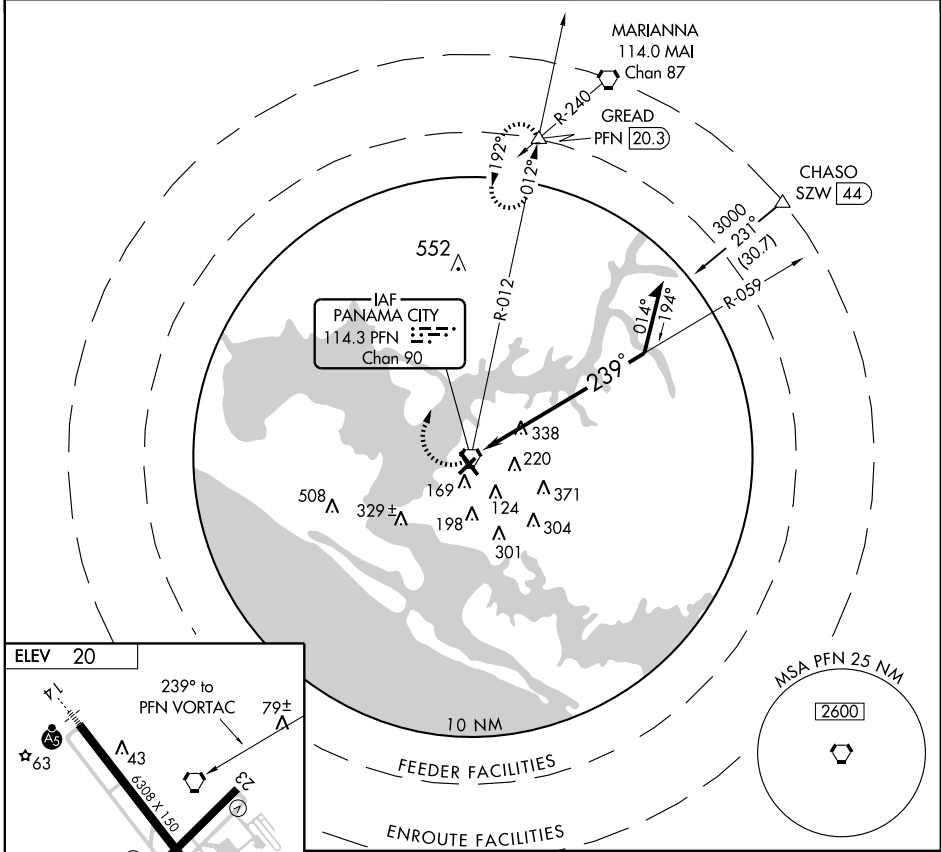 MARIANNA
114.0 MAI
Chan 87
R-240
GREAD
PFN 20.3
192°
012°
CHASO
SZW 44
3000
231°
(30.7)
R-059
552
IAF
PANAMA CITY
114.3 PFN
Chan 90
R-012
014°
194°
239°
338
220
169
371
124
508
329±
198
304
301
10 NM
FEEDER FACILITIES
ENROUTE FACILITIES
MSA PFN 25 NM
2600
ELEV 20
239° to
PFN VORTAC
79±
14
A5
63
43
6308 X 150
23
V